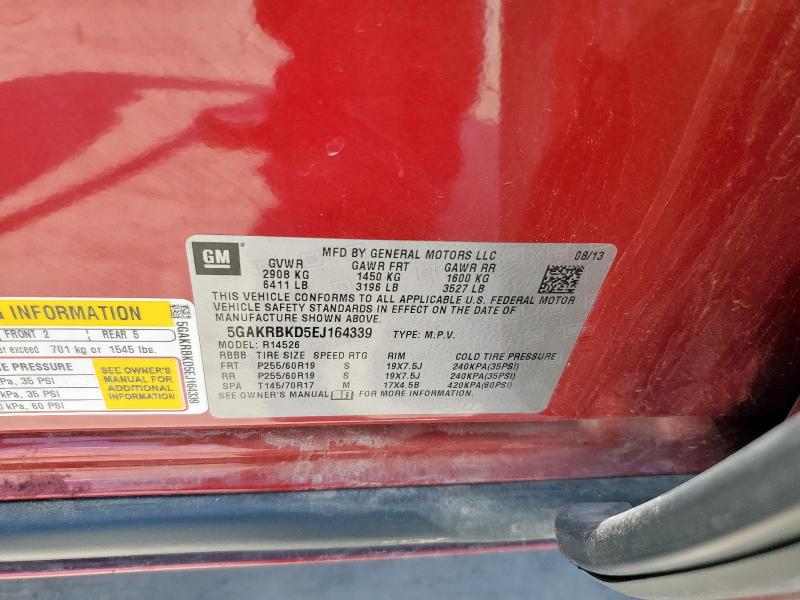 GM
MFD BY GENERAL MOTORS LLC 08/13
GVWR GAWR FRT GAWR RR
2908 KG 1450 KG 1600 KG
6411 LB 3196 LB 3527 LB
THIS VEHICLE CONFORMS TO ALL APPLICABLE U.S. FEDERAL MOTOR
VEHICLE SAFETY STANDARDS IN EFFECT ON THE DATE OF
MANUFACTURE SHOWN ABOVE.
5GAKRBKD5EJ164339 TYPE: M.P.V.
MODEL: R14526
RBBB TIRE SIZE SPEED RTG RIM COLD TIRE PRESSURE
FRT P255/60R19 S 19X7.5J 240KPA(35PSI)
RR P255/60R19 S 19X7.5J 240KPA(35PSI)
SPA T145/70R17 M 17X4.5B 420KPA(60PSI)
SEE OWNER'S MANUAL FOR MORE INFORMATION.
G INFORMATION
FRONT 2 REAR 5
exceed 701 kg or 1545 lbs.
PRESSURE
kPa, 35 PSI
kPa, 35 PSI
kPa, 60 PSI
SEE OWNER'S
MANUAL FOR
ADDITIONAL
INFORMATION
5GAKRBKD5EJ164339